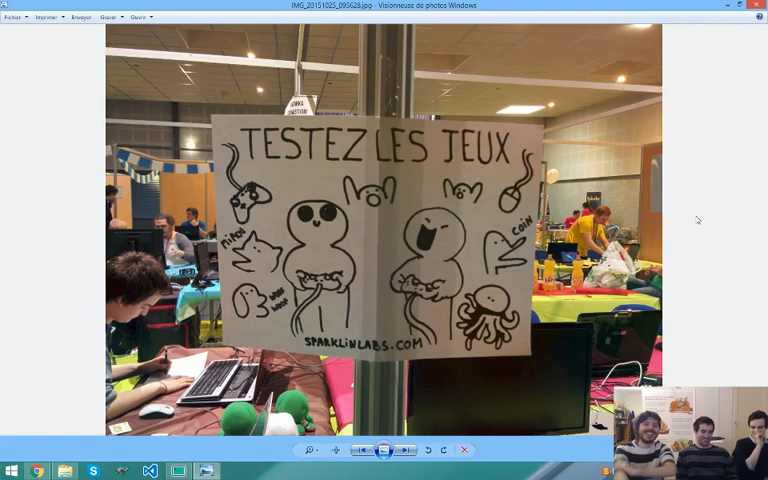 IMG_20151025_095628.jpg - Visionneuse de photos Windows
Fichier Imprimer Envoyer Graver Ouvrir
TESTEZ LES JEUX
MIAOU
COIN
WOOF
WOOF
SPARKLINLABS.COM